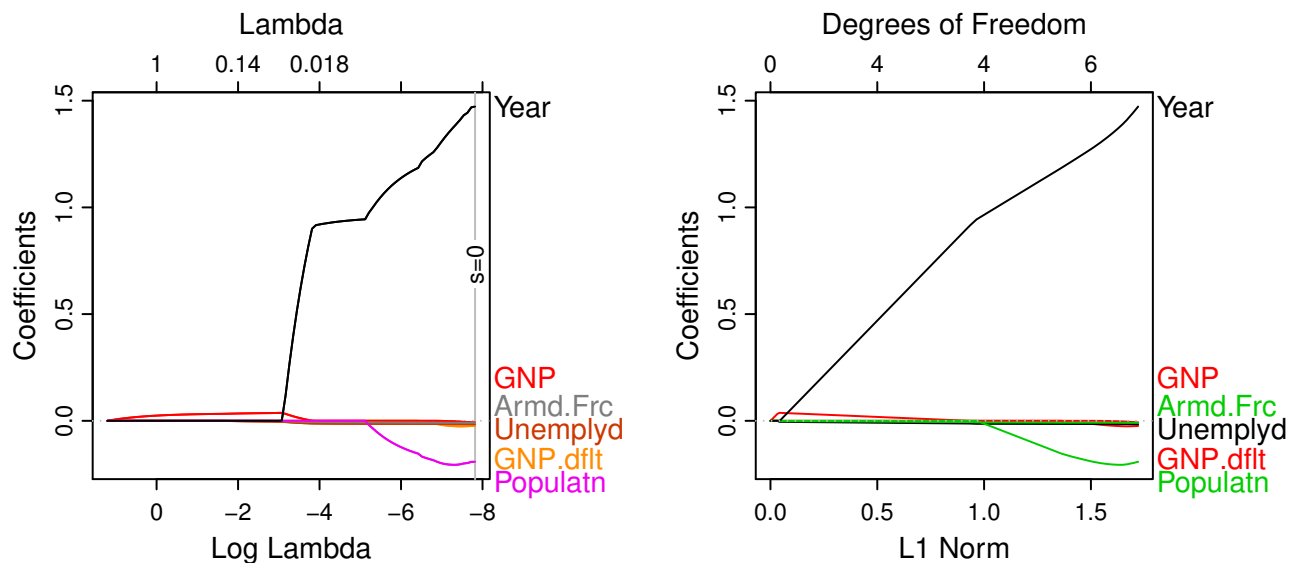 Lambda
1 0.14 0.018
Coefficients
1.5
1.0
0.5
0.0
s=0
Year
GNP
Armd.Frc
Unemplyd
GNP.dflt
Populatn
0 −2 −4 −6 −8
Log Lambda
Degrees of Freedom
0 4 4 6
Coefficients
1.5
1.0
0.5
0.0
Year
GNP
Armd.Frc
Unemplyd
GNP.dflt
Populatn
0.0 0.5 1.0 1.5
L1 Norm